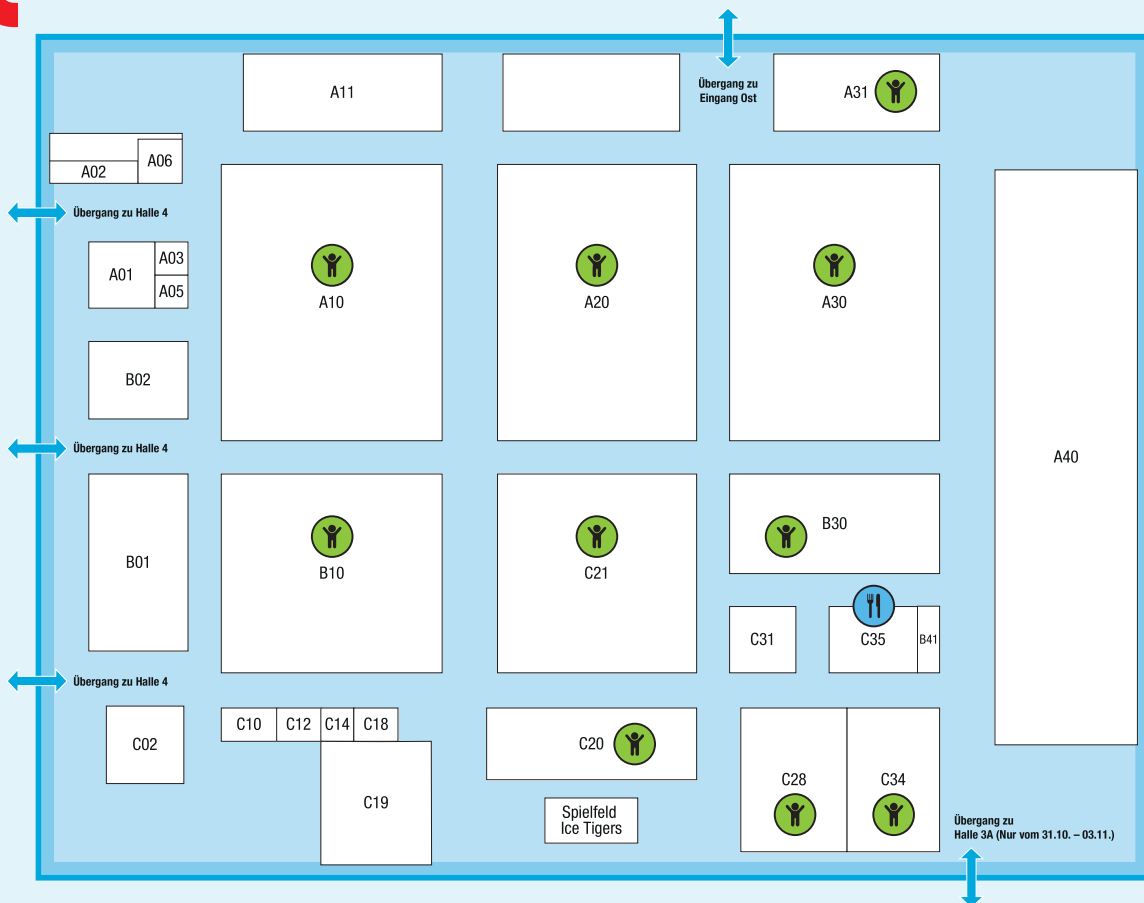 Übergang zu
Eingang Ost
A11
A31
A06
A02
Übergang zu Halle 4
A01
A03
A05
A10
A20
A30
B02
Übergang zu Halle 4
A40
B30
B01
B10
C21
C31
C35
B41
Übergang zu Halle 4
C10
C12
C14
C18
C02
C20
C28
C34
C19
Spielfeld
Ice Tigers
Übergang zu
Halle 3A (Nur vom 31.10. – 03.11.)